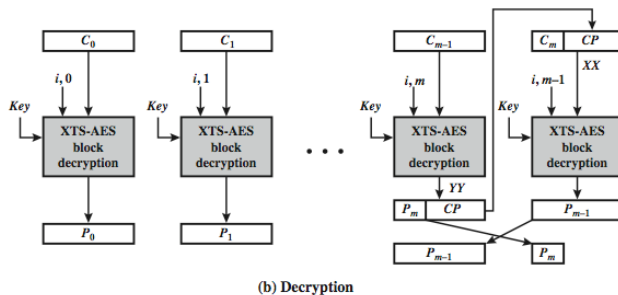 C0 C1 Cm–1 Cm CP
i, 0 i, 1 i, m i, m–1 XX
Key Key Key Key
XTS-AES block decryption
XTS-AES block decryption
• • •
XTS-AES block decryption
XTS-AES block decryption
YY
P0 P1 Pm CP Pm–1
Pm–1 Pm
(b) Decryption